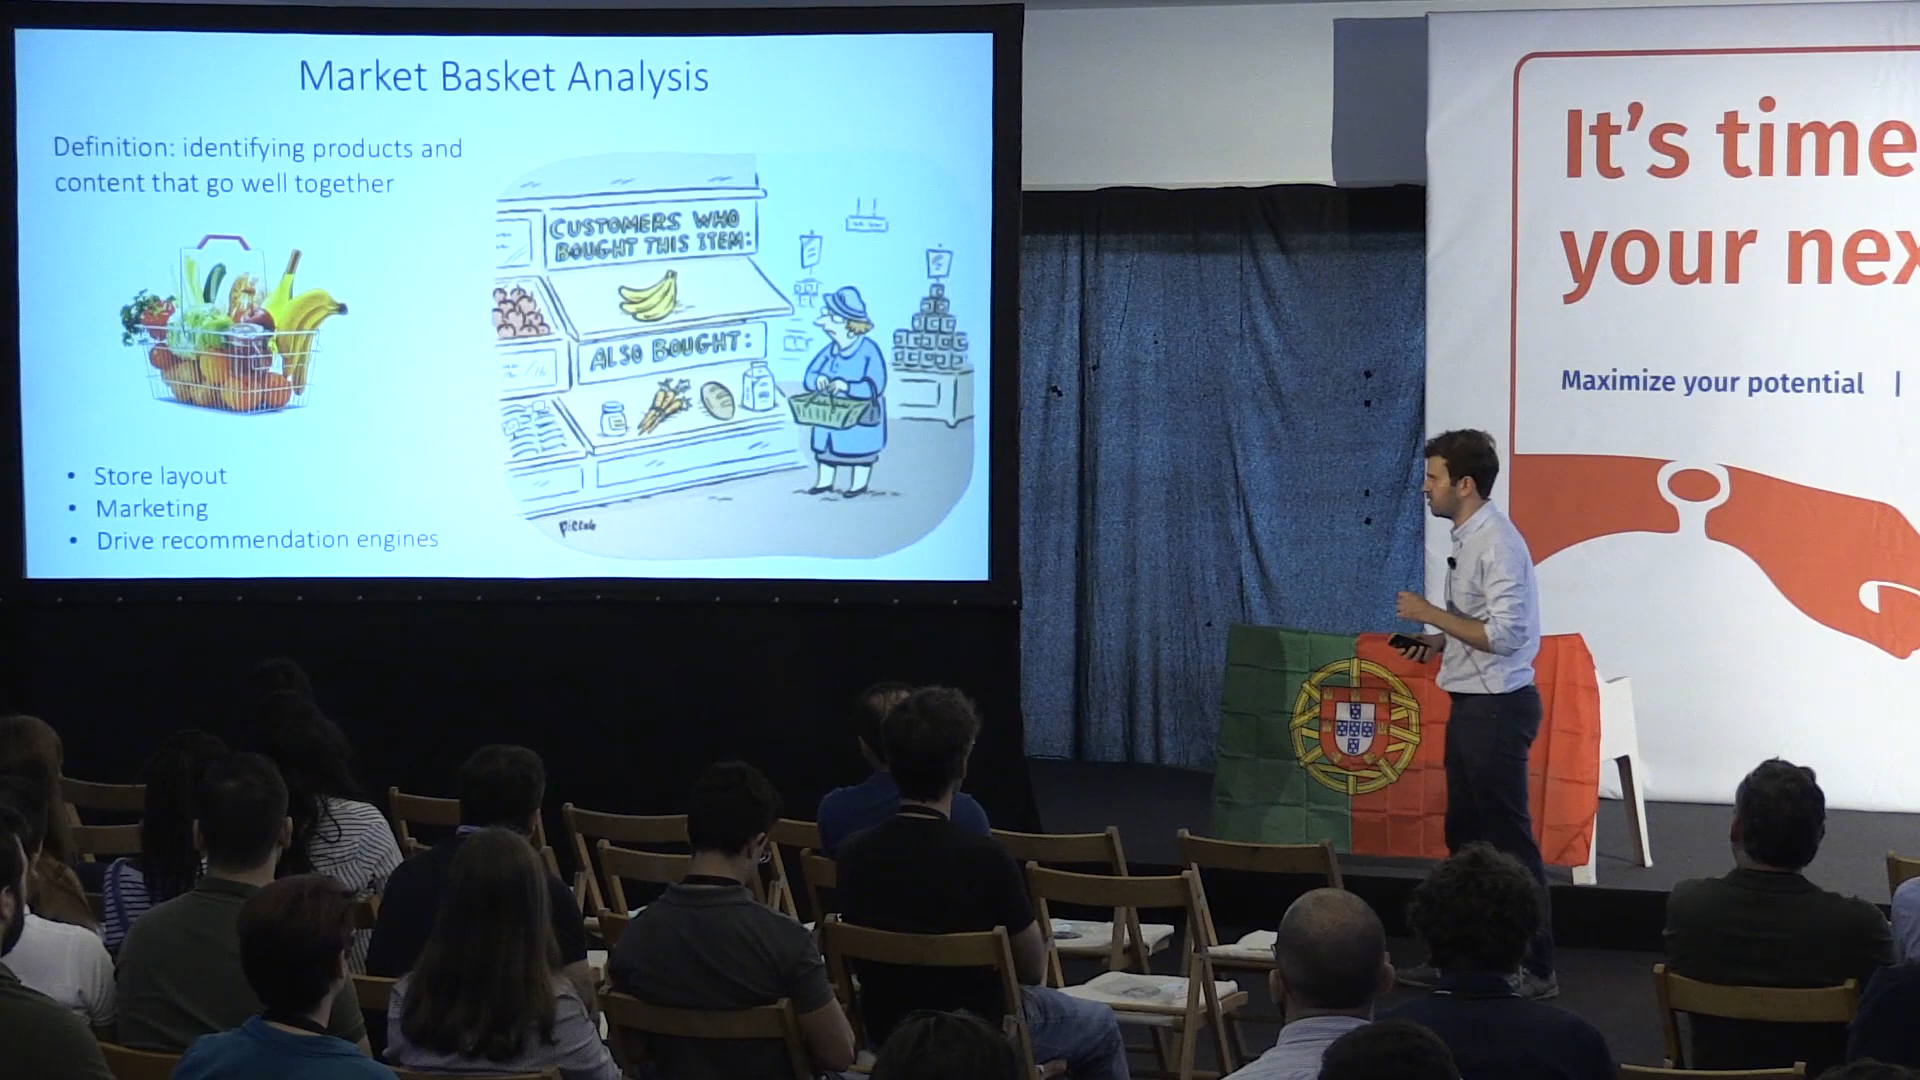 Market Basket Analysis
Definition: identifying products and
content that go well together
CUSTOMERS WHO
BOUGHT THIS ITEM:
ALSO BOUGHT:
• Store layout
• Marketing
• Drive recommendation engines
It's time
your nex
Maximize your potential |